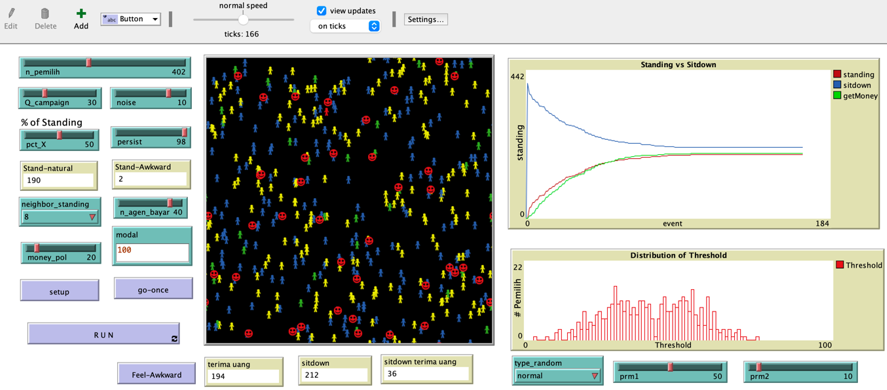 Edit
Delete
Add
abc Button
normal speed
ticks: 166
view updates
on ticks
Settings...
n_pemilih 402
Q_campaign 30
noise 10
% of Standing
pct_X 50
persist 98
Stand-natural
190
Stand-Awkward
2
neighbor_standing
8
n_agen_bayar 40
money_pol 20
modal
100
setup
go-once
R U N
Feel-Awkward
terima uang
194
sitdown
212
sitdown terima uang
36
Standing vs Sitdown
442
standing
0
0
event
184
standing
sitdown
getMoney
Distribution of Threshold
22
# Pemilih
0
0
Threshold
100
Threshold
type_random
normal
prm1 50
prm2 10